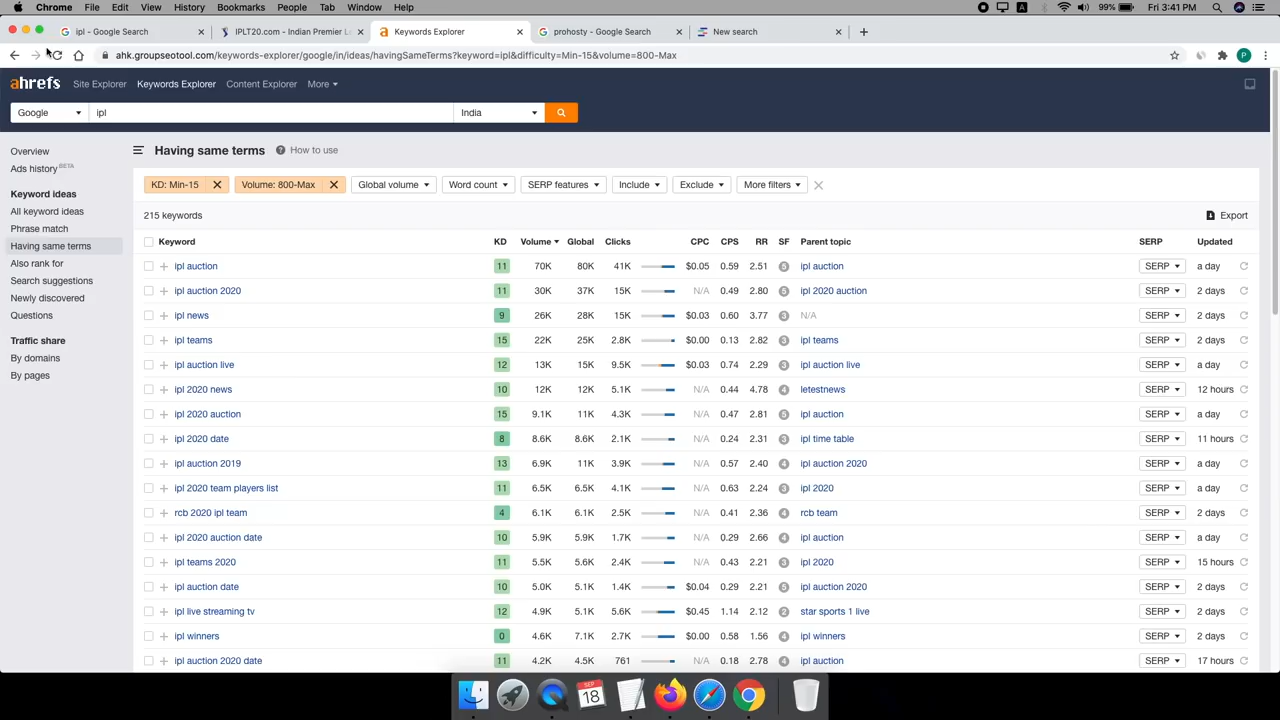 Chrome File Edit View History Bookmarks People Tab Window Help 99% Fri 3:41 PM
ipl - Google Search IPLT20.com - Indian Premier L Keywords Explorer prohosty - Google Search New search
ahk.groupseotool.com/keywords-explorer/google/in/ideas/havingSameTerms?keyword=ipl&difficulty=Min-15&volume=800-Max P
ahrefs Site Explorer Keywords Explorer Content Explorer More
Google ipl India
Overview
Ads history BETA
Keyword ideas
All keyword ideas
Phrase match
Having same terms
Also rank for
Search suggestions
Newly discovered
Questions
Traffic share
By domains
By pages
Having same terms How to use
KD: Min-15 Volume: 800-Max Global volume Word count SERP features Include Exclude More filters
215 keywords Export
Keyword KD Volume Global Clicks CPC CPS RR SF Parent topic SERP Updated
ipl auction 11 70K 80K 41K $0.05 0.59 2.51 5 ipl auction SERP a day
ipl auction 2020 11 30K 37K 15K N/A 0.49 2.80 5 ipl 2020 auction SERP 2 days
ipl news 9 26K 28K 15K $0.03 0.60 3.77 3 N/A SERP 2 days
ipl teams 15 22K 25K 2.8K $0.00 0.13 2.82 3 ipl teams SERP 2 days
ipl auction live 12 13K 15K 9.5K $0.03 0.74 2.29 3 ipl auction live SERP a day
ipl 2020 news 10 12K 12K 5.1K N/A 0.44 4.78 4 letestnews SERP 12 hours
ipl 2020 auction 15 9.1K 11K 4.3K N/A 0.47 2.81 5 ipl auction SERP a day
ipl 2020 date 8 8.6K 8.6K 2.1K N/A 0.24 2.31 3 ipl time table SERP 11 hours
ipl auction 2019 13 6.9K 11K 3.9K N/A 0.57 2.40 4 ipl auction 2020 SERP a day
ipl 2020 team players list 11 6.5K 6.5K 4.1K N/A 0.63 2.24 3 ipl 2020 SERP a day
rcb 2020 ipl team 4 6.1K 6.1K 2.5K N/A 0.41 2.36 4 rcb team SERP 2 days
ipl 2020 auction date 10 5.9K 5.9K 1.7K N/A 0.29 2.66 4 ipl auction SERP a day
ipl teams 2020 11 5.5K 5.6K 2.4K N/A 0.43 2.21 3 ipl 2020 SERP 15 hours
ipl auction date 10 5.0K 5.1K 1.4K $0.04 0.29 2.21 5 ipl auction 2020 SERP 2 days
ipl live streaming tv 12 4.9K 5.1K 5.6K $0.45 1.14 2.12 2 star sports 1 live SERP 2 days
ipl winners 0 4.6K 7.1K 2.7K $0.00 0.58 1.56 4 ipl winners SERP 2 days
ipl auction 2020 date 11 4.2K 4.5K 761 N/A 0.18 2.78 4 ipl auction SERP 17 hours
SEP
18